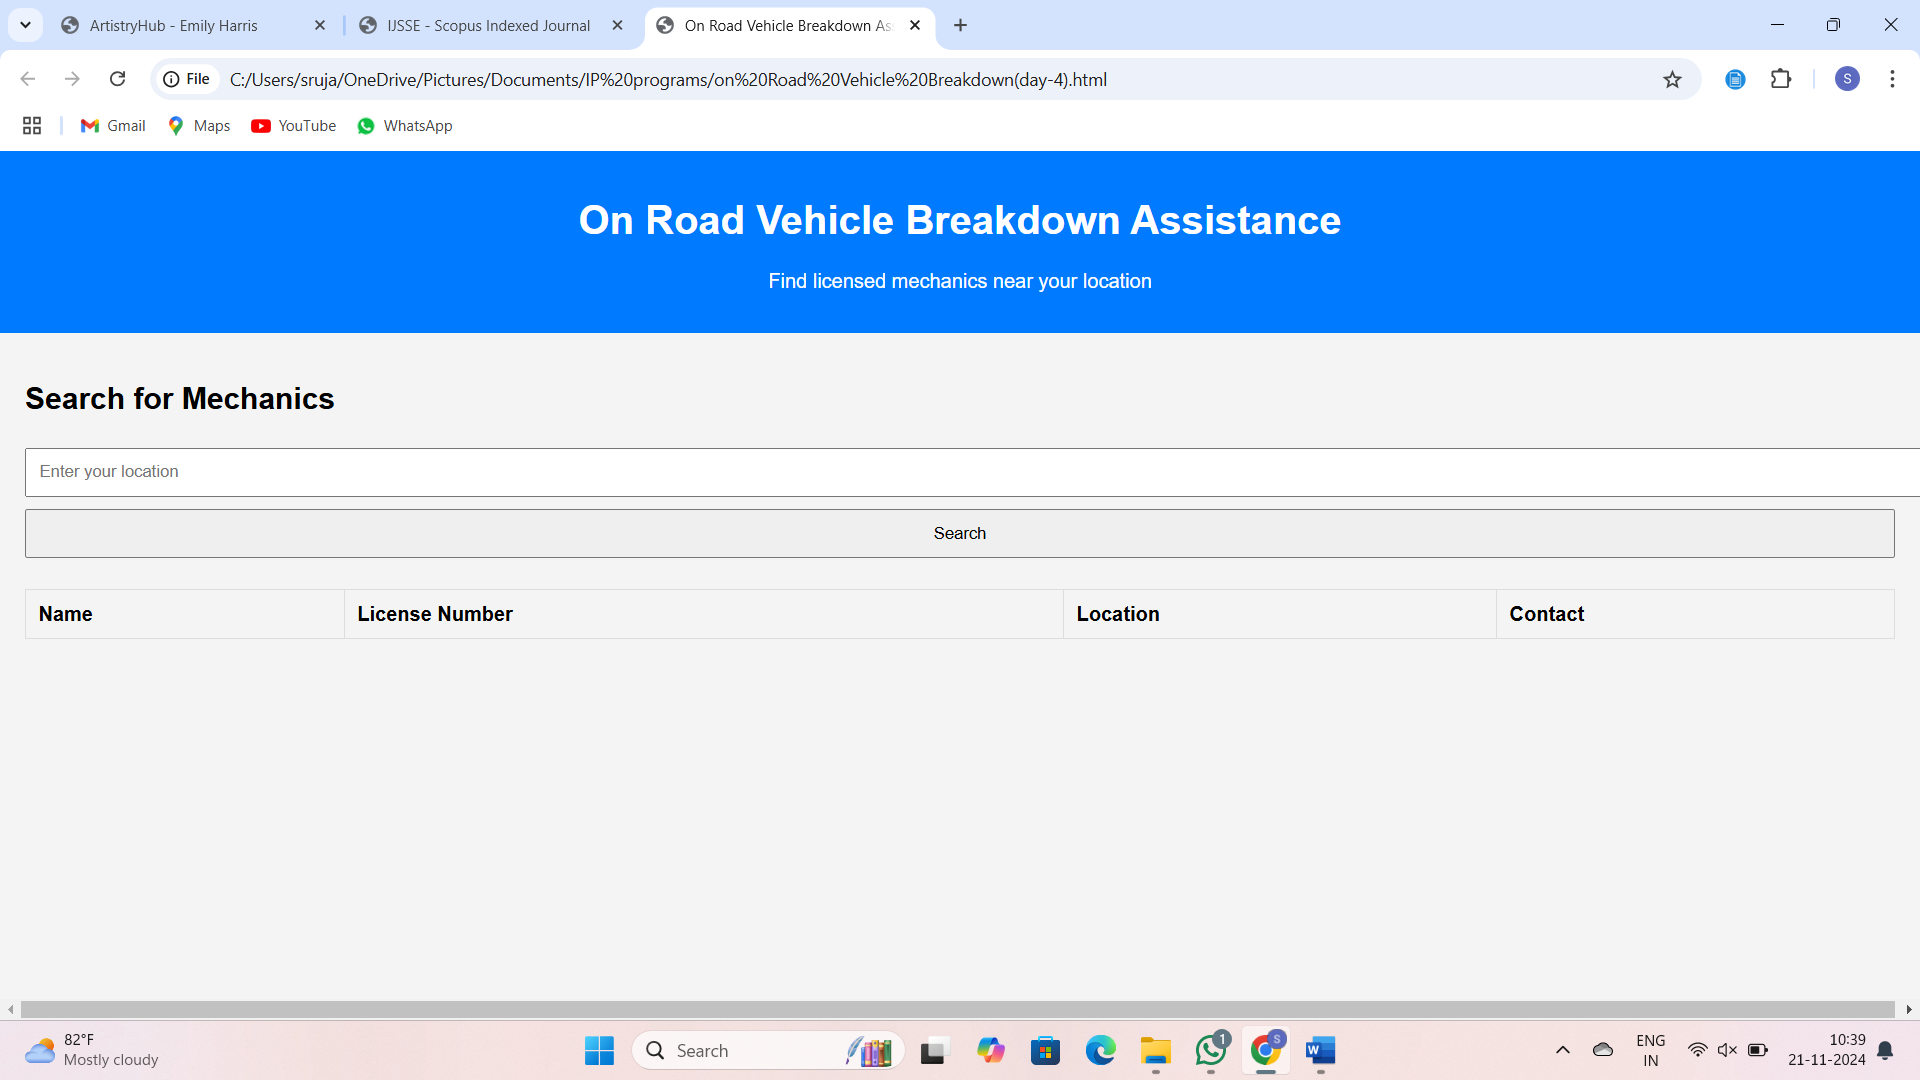 ArtistryHub - Emily Harris
IJSSE - Scopus Indexed Journal
On Road Vehicle Breakdown As
File
C:/Users/sruja/OneDrive/Pictures/Documents/IP%20programs/on%20Road%20Vehicle%20Breakdown(day-4).html
S
Gmail
Maps
YouTube
WhatsApp
On Road Vehicle Breakdown Assistance
Find licensed mechanics near your location
Search for Mechanics
Enter your location
Search
Name
License Number
Location
Contact
82°F
Mostly cloudy
Search
1
S
W
ENG
IN
10:39
21-11-2024